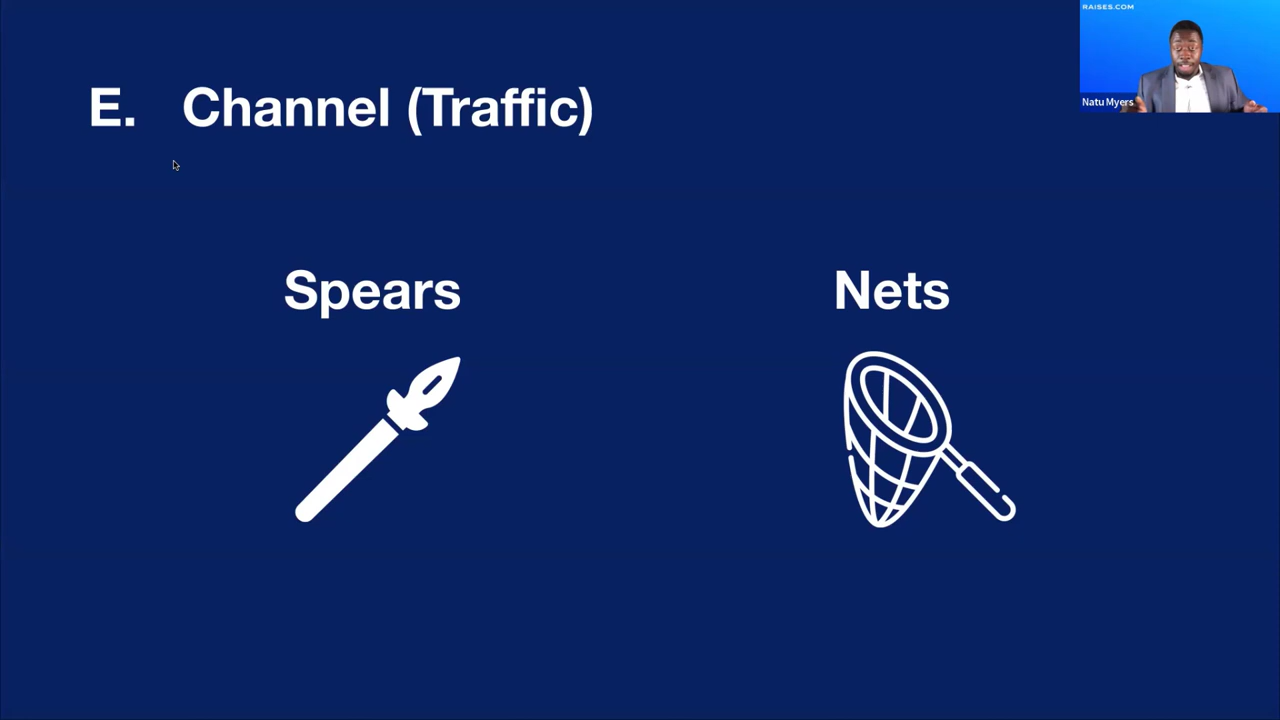 RAISES.COM
E. Channel (Traffic)
Natu Myers
Spears
Nets